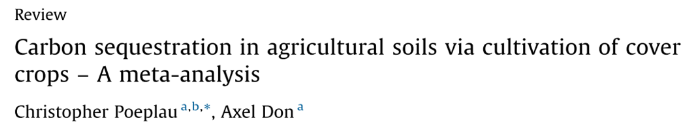 Review
Carbon sequestration in agricultural soils via cultivation of cover
crops – A meta-analysis
Christopher Poeplau a,b,*, Axel Don a